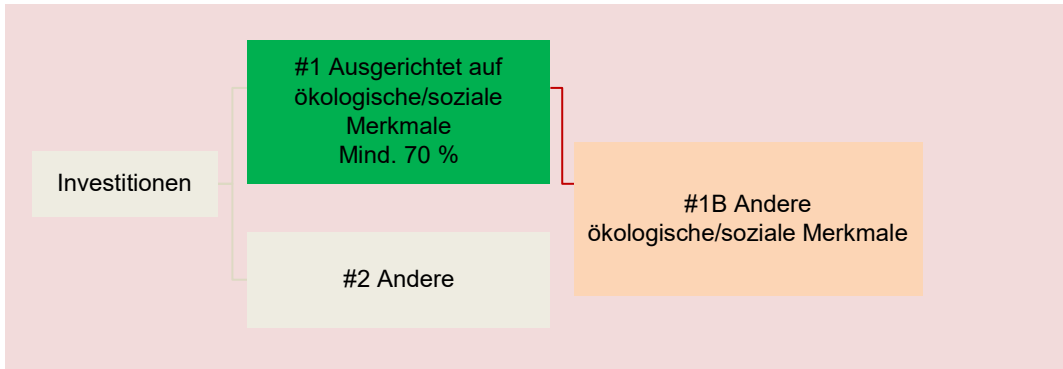 #1 Ausgerichtet auf
ökologische/soziale
Merkmale
Mind. 70 %
Investitionen
#1B Andere
ökologische/soziale Merkmale
#2 Andere